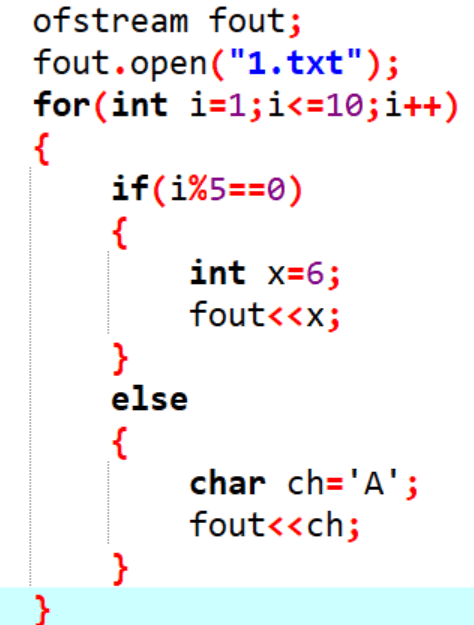 ofstream fout;
fout.open("1.txt");
for(int i=1;i<=10;i++)
{
if(i%5==0)
{
int x=6;
fout<<x;
}
else
{
char ch='A';
fout<<ch;
}
}